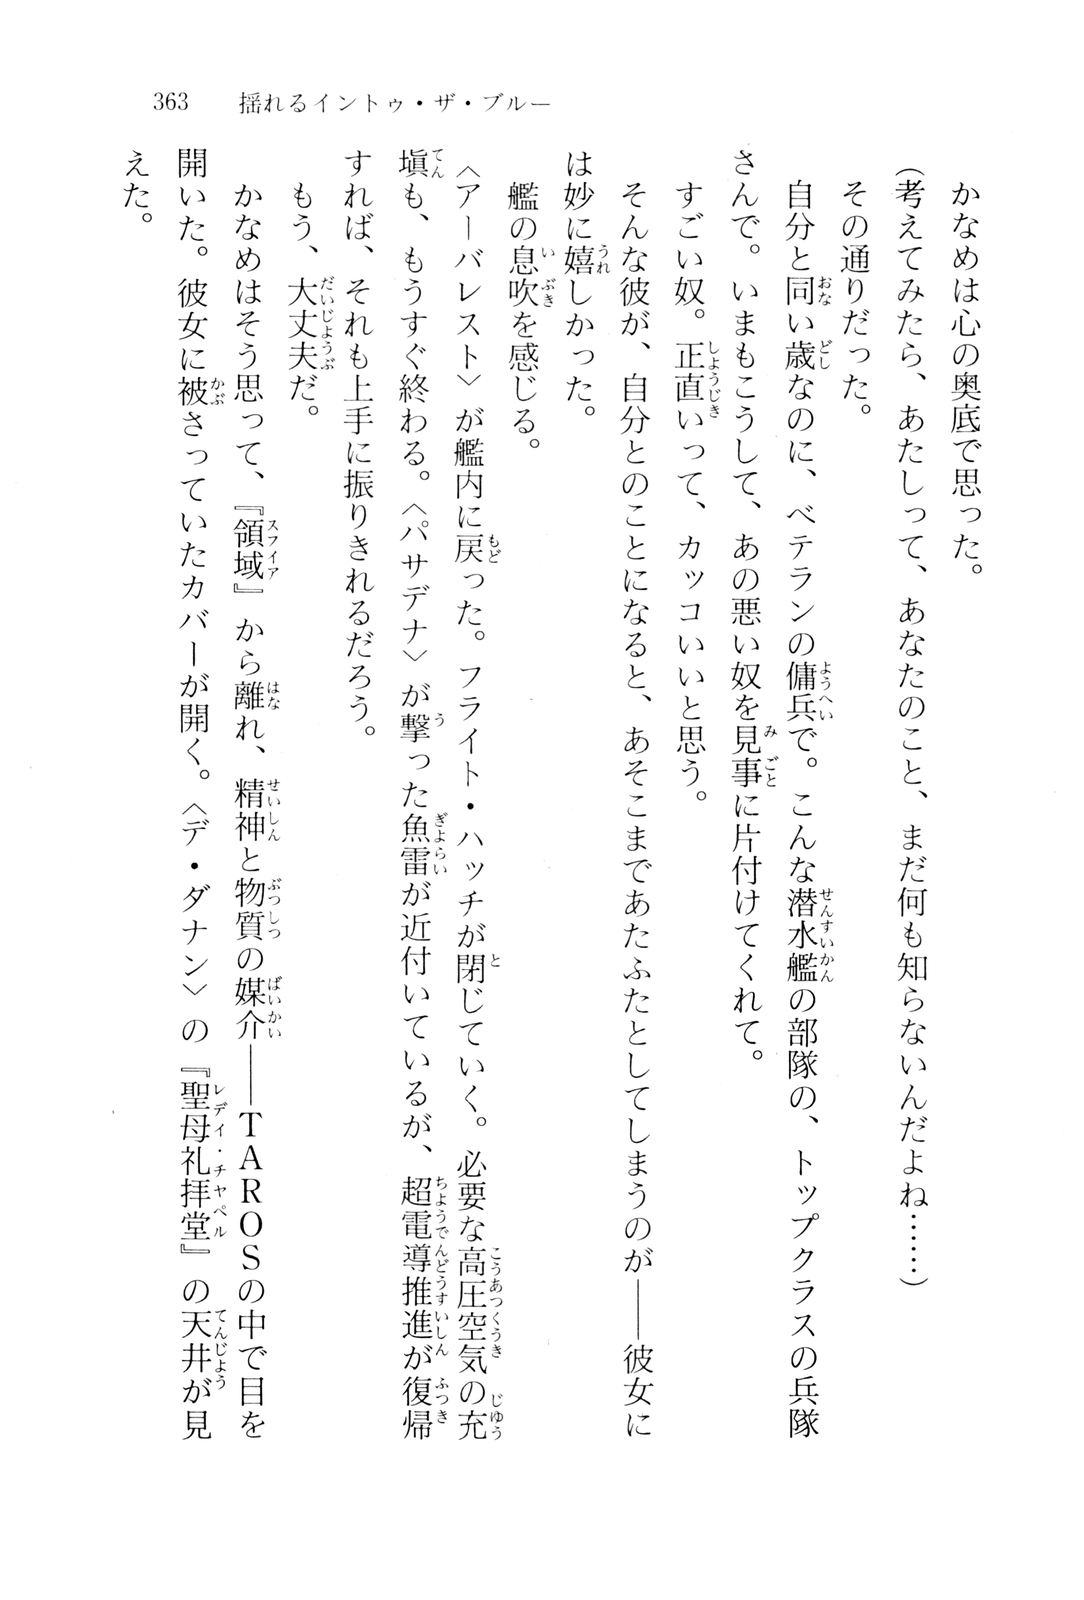 363　揺れるイントゥ・ザ・ブルー
かなめは心の奥底で思った。
（考えてみたら、あたしって、あなたのこと、まだ何も知らないんだよね……）
その通りだった。
自分と同い歳なのに、ベテランの傭兵で。こんな潜水艦の部隊の、トップクラスの兵隊
さんで。いまもこうして、あの悪い奴を見事に片付けてくれて。
すごい奴。正直いって、カッコいいと思う。
そんな彼が、自分とのことになると、あそこまであたふたとしてしまうのが――彼女に
は妙に嬉しかった。
艦の息吹を感じる。
〈アーバレスト〉が艦内に戻った。フライト・ハッチが閉じていく。必要な高圧空気の充
塡も、もうすぐ終わる。〈パサデナ〉が撃った魚雷が近付いているが、超電導推進が復帰
すれば、それも上手に振りきれるだろう。
もう、大丈夫だ。
かなめはそう思って、『領域』から離れ、精神と物質の媒介――TAROSの中で目を
開いた。彼女に被さっていたカバーが開く。〈デ・ダナン〉の『聖母礼拝堂』の天井が見
えた。